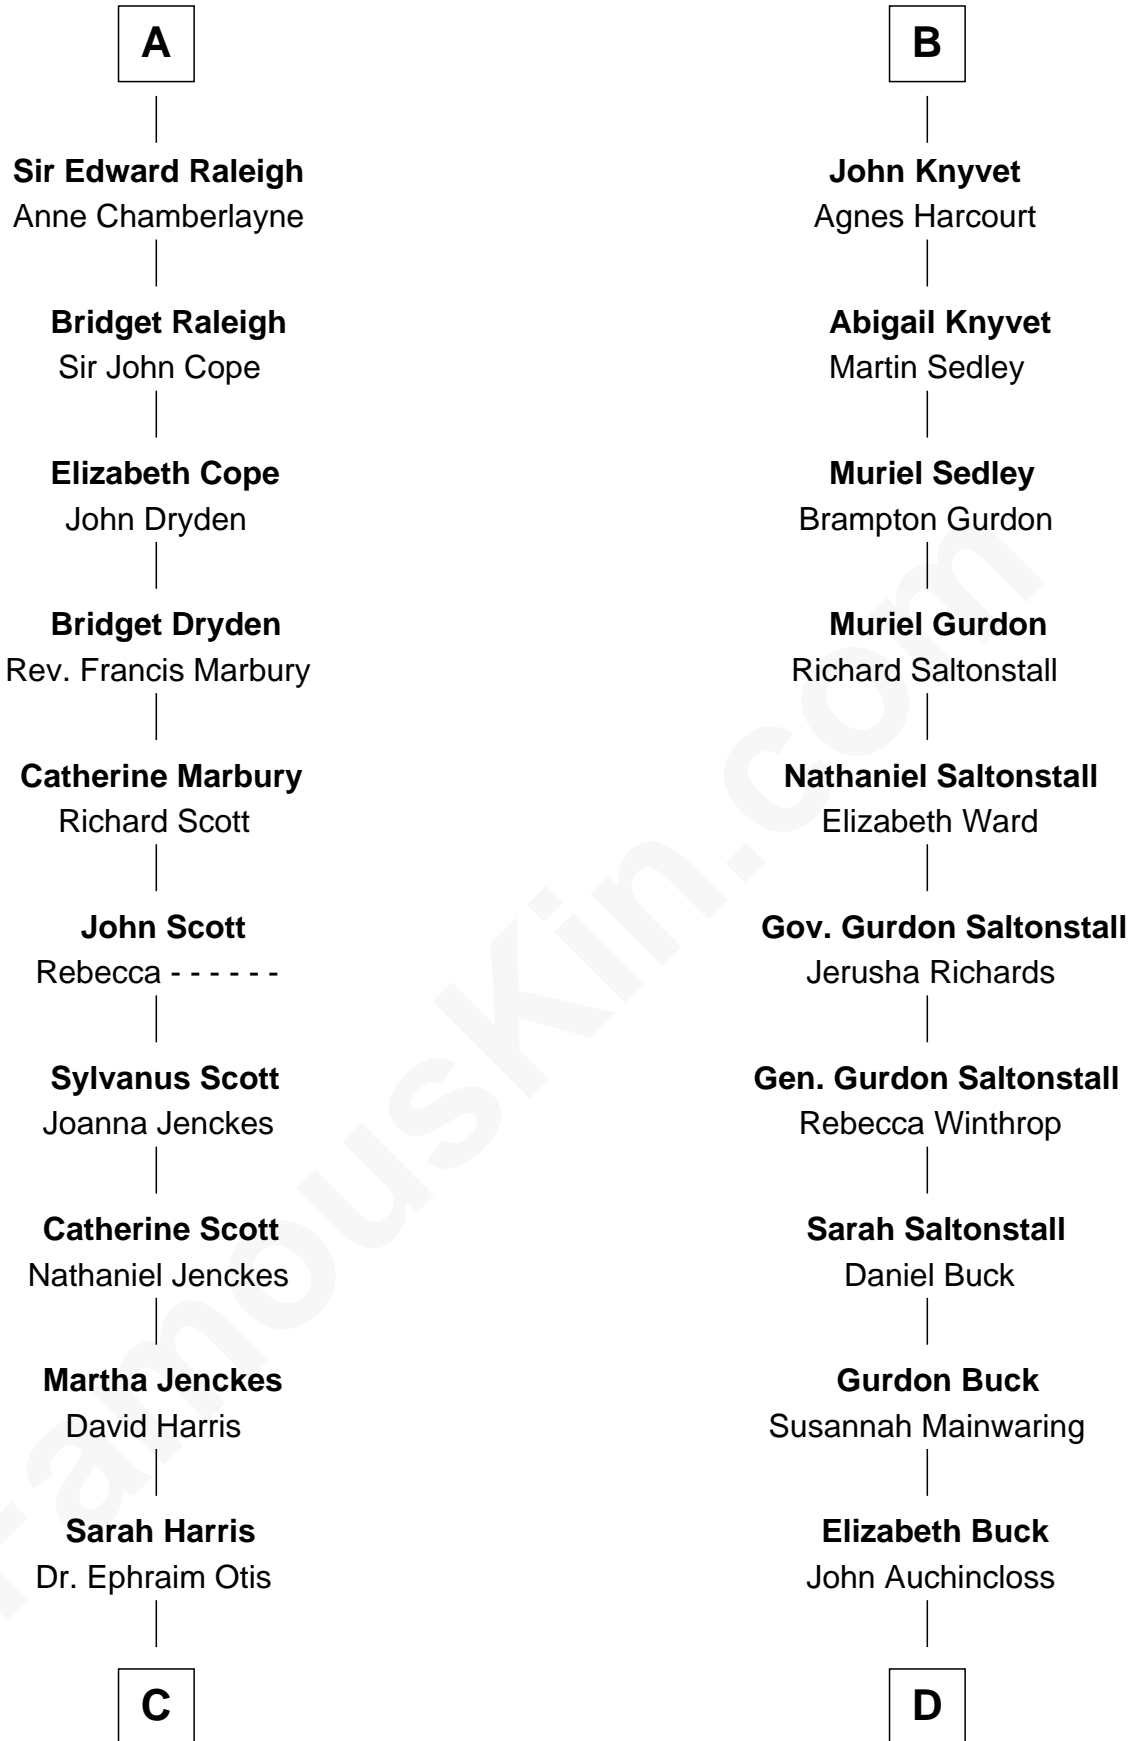 A
Sir Edward Raleigh
Anne Chamberlayne
Bridget Raleigh
Sir John Cope
Elizabeth Cope
John Dryden
Bridget Dryden
Rev. Francis Marbury
Catherine Marbury
Richard Scott
John Scott
Rebecca - - - - - -
Sylvanus Scott
Joanna Jenckes
Catherine Scott
Nathaniel Jenckes
Martha Jenckes
David Harris
Sarah Harris
Dr. Ephraim Otis
C
B
John Knyvet
Agnes Harcourt
Abigail Knyvet
Martin Sedley
Muriel Sedley
Brampton Gurdon
Muriel Gurdon
Richard Saltonstall
Nathaniel Saltonstall
Elizabeth Ward
Gov. Gurdon Saltonstall
Jerusha Richards
Gen. Gurdon Saltonstall
Rebecca Winthrop
Sarah Saltonstall
Daniel Buck
Gurdon Buck
Susannah Mainwaring
Elizabeth Buck
John Auchincloss
D
FamousKin.com